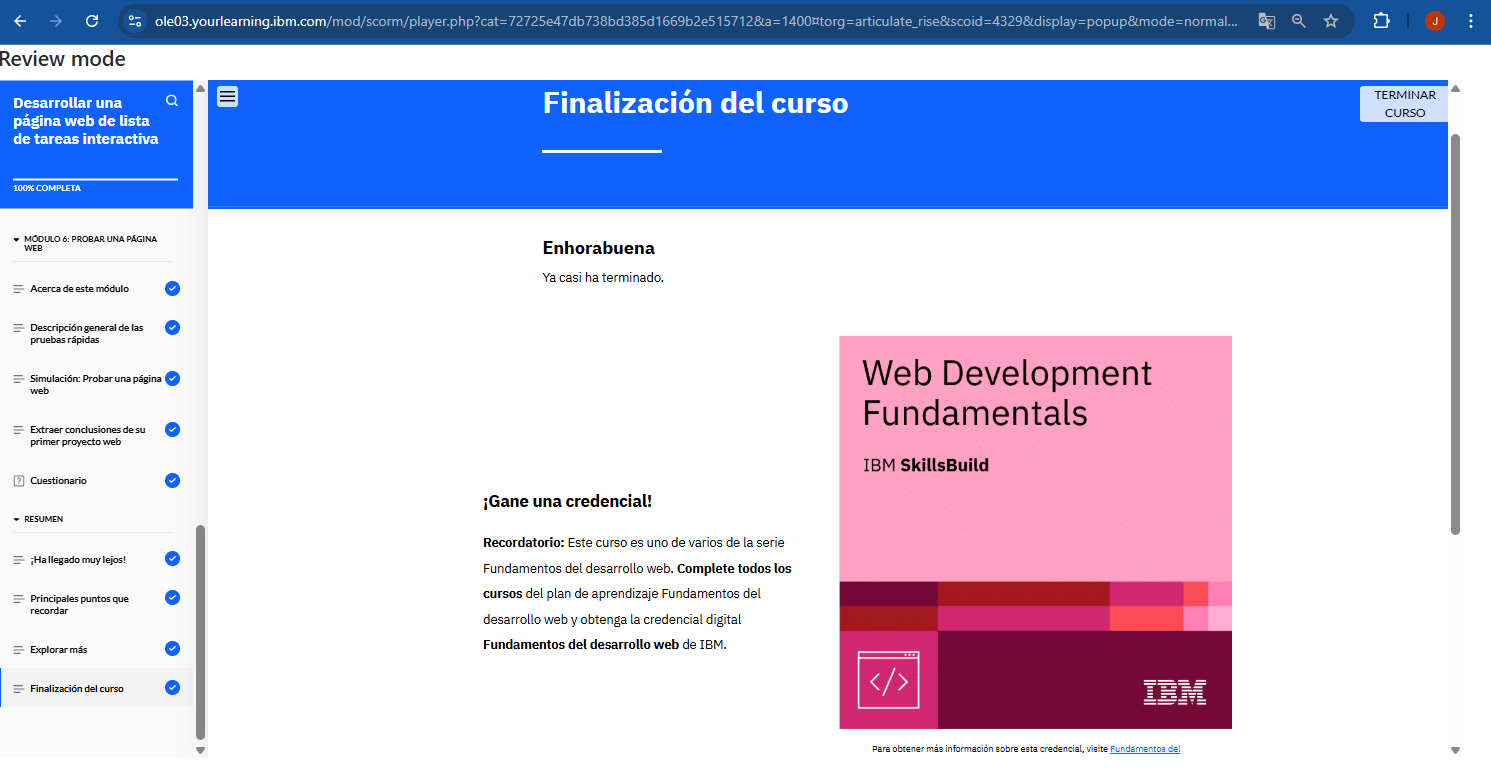 ole03.yourlearning.ibm.com/mod/scorm/player.php?cat=72725e47db738bd385d1669b2e515712&a=1400#torg=articulate_rise&scoid=4329&display=popup&mode=normal...
J
Review mode
Desarrollar una
página web de lista
de tareas interactiva
100% COMPLETA
MÓDULO 6: PROBAR UNA PÁGINA
WEB
Acerca de este módulo
Descripción general de las
pruebas rápidas
Simulación: Probar una página
web
Extraer conclusiones de su
primer proyecto web
Cuestionario
RESUMEN
¡Ha llegado muy lejos!
Principales puntos que
recordar
Explorar más
Finalización del curso
Finalización del curso
TERMINAR
CURSO
Enhorabuena
Ya casi ha terminado.
¡Gane una credencial!
Recordatorio: Este curso es uno de varios de la serie
Fundamentos del desarrollo web. Complete todos los
cursos del plan de aprendizaje Fundamentos del
desarrollo web y obtenga la credencial digital
Fundamentos del desarrollo web de IBM.
Web Development
Fundamentals
IBM SkillsBuild
</>
IBM
Para obtener más información sobre esta credencial, visite Fundamentos del